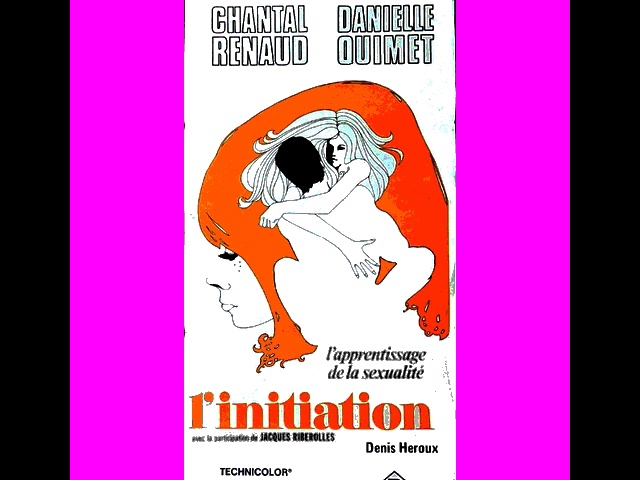 CHANTAL DANIELLE
RENAUD OUIMET
l'apprentissage
de la sexualité
l'initiation
avec la participation de JACQUES RIBEROLLES
Denis Heroux
TECHNICOLOR®